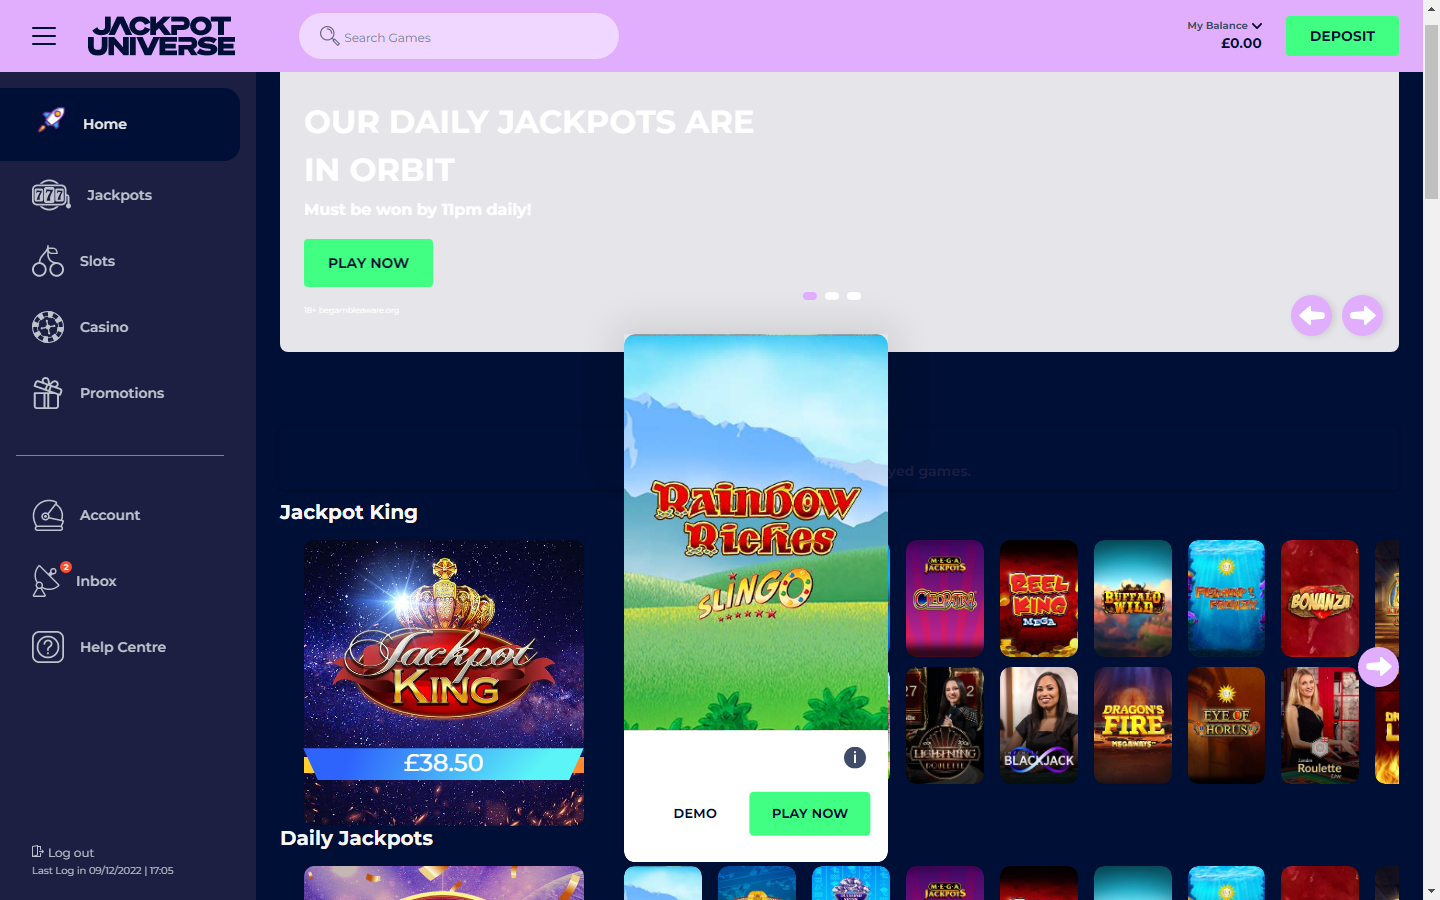 JACKPOT
UNIVERSE
Search Games
My Balance
£0.00
DEPOSIT
Home
Jackpots
Slots
Casino
Promotions
Account
2
Inbox
Help Centre
Log out
Last Log in 09/12/2022 | 17:05
OUR DAILY JACKPOTS ARE
IN ORBIT
Must be won by 11pm daily!
PLAY NOW
18+ begambleaware.org
yed games.
Jackpot King
Jackpot
KING
£38.50
Rainbow
Riches
SLINGO
i
DEMO
PLAY NOW
MEGA
JACKPOTS
CLEOPATRA
REEL
KING
MEGA
BUFFALO
WILD
FISHIN'
FRENZY
BONANZA
LIGHTNING
ROULETTE
BLACKJACK
DRAGON'S
FIRE
MEGAWAYS
EYE OF
HORUS
London
Roulette
Live
Daily Jackpots
MEGA
JACKPOTS